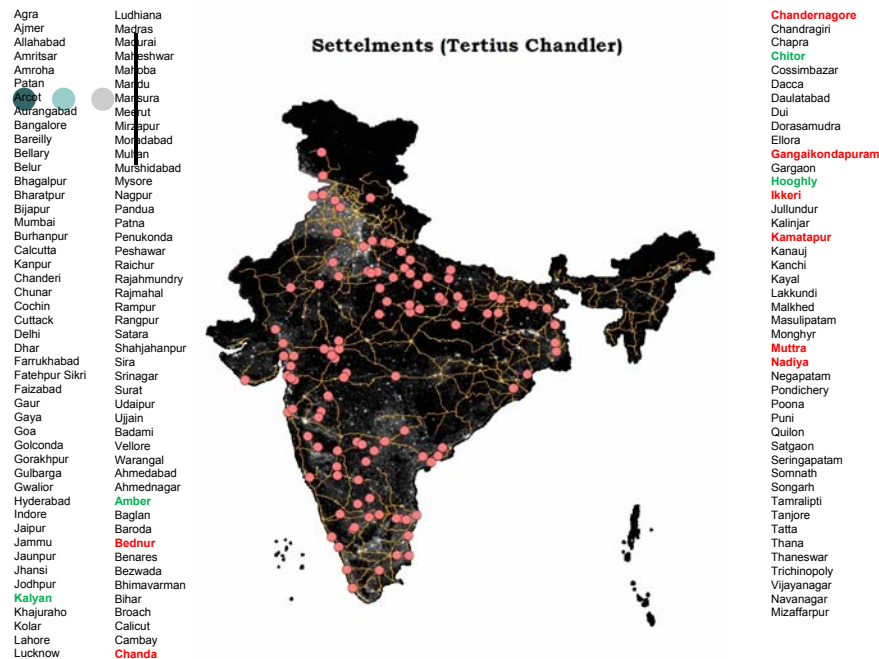 Agra
Ajmer
Allahabad
Amritsar
Amroha
Patan
Arcot
Aurangabad
Bangalore
Bareilly
Bellary
Belur
Bhagalpur
Bharatpur
Bijapur
Mumbai
Burhanpur
Calcutta
Kanpur
Chanderi
Chunar
Cochin
Cuttack
Delhi
Dhar
Farrukhabad
Fatehpur Sikri
Faizabad
Gaur
Gaya
Goa
Golconda
Gorakhpur
Gulbarga
Gwalior
Hyderabad
Indore
Jaipur
Jammu
Jaunpur
Jhansi
Jodhpur
Kalyan
Khajuraho
Kolar
Lahore
Lucknow
Ludhiana
Madras
Madurai
Maheshwar
Mahoba
Mandu
Mansura
Meerut
Mirzapur
Moradabad
Multan
Murshidabad
Mysore
Nagpur
Pandua
Patna
Penukonda
Peshawar
Raichur
Rajahmundry
Rajmahal
Rampur
Rangpur
Satara
Shahjahanpur
Sira
Srinagar
Surat
Udaipur
Ujjain
Badami
Vellore
Warangal
Ahmedabad
Ahmednagar
Amber
Baglan
Baroda
Bednur
Benares
Bezwada
Bhimavarman
Bihar
Broach
Calicut
Cambay
Chanda
Settelments (Tertius Chandler)
Chandernagore
Chandragiri
Chapra
Chitor
Cossimbazar
Dacca
Daulatabad
Dui
Dorasamudra
Ellora
Gangaikondapuram
Gargaon
Hooghly
Ikkeri
Jullundur
Kalinjar
Kamatapur
Kanauj
Kanchi
Kayal
Lakkundi
Malkhed
Masulipatam
Monghyr
Muttra
Nadiya
Negapatam
Pondichery
Poona
Puni
Quilon
Satgaon
Seringapatam
Somnath
Songarh
Tamralipti
Tanjore
Tatta
Thana
Thaneswar
Trichinopoly
Vijayanagar
Navanagar
Mizaffarpur